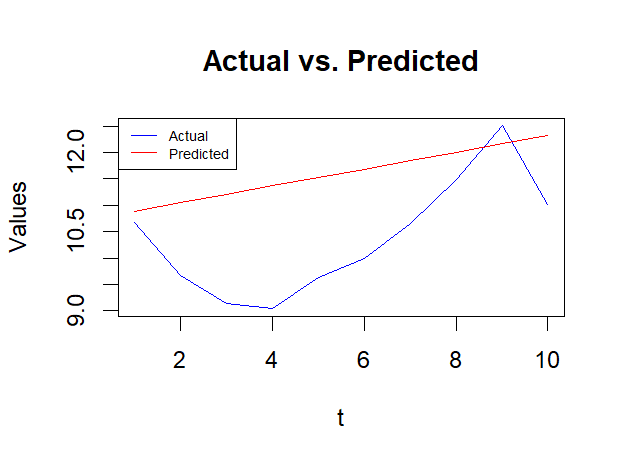 Actual vs. Predicted
Actual
Predicted
Values
12.0
10.5
9.0
2 4 6 8 10
t